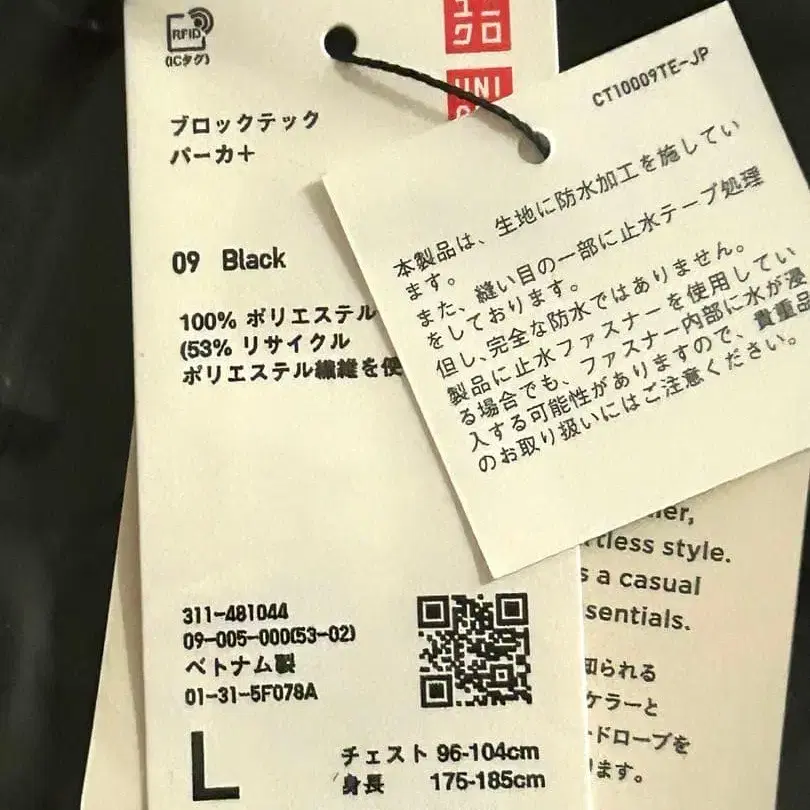 RFID
(ICタグ)
ユニ
クロ
UNI
ブロックテック
パーカ+
09 Black
100% ポリエステル
(53% リサイクル
ポリエステル繊維を使
311-481044
09-005-000(53-02)
ベトナム製
01-31-5F078A
L
チェスト 96-104cm
身長 175-185cm
CT10009TE-JP
本製品は、生地に防水加工を施してい
ます。
また、縫い目の一部に止水テープ処理
をしております。
但し、完全な防水ではありません。
製品に止水ファスナーを使用してい
る場合でも、ファスナー内部に水が浸
入する可能性がありますので、貴重品
のお取り扱いにはご注意ください。
tless style.
s a casual
sentials.
知られる
ケラーと
ードローブを
ます。